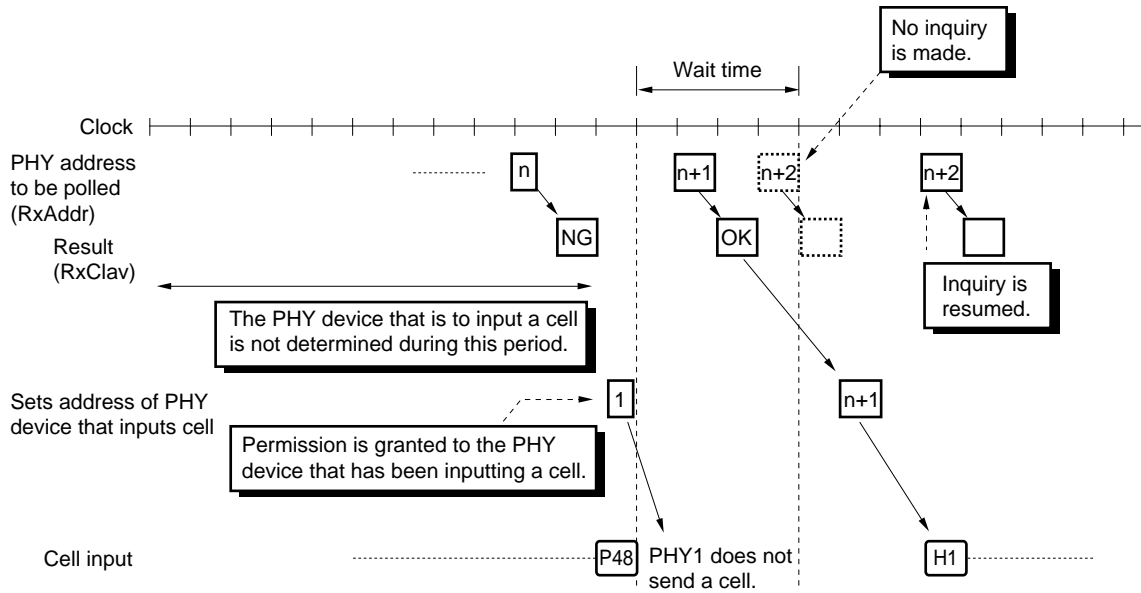 No inquiry
is made.
Wait time
Clock
PHY address
to be polled
(RxAddr)
n
n+1
n+2
n+2
Result
(RxClav)
NG
OK
Inquiry is
resumed.
The PHY device that is to input a cell
is not determined during this period.
Sets address of PHY
device that inputs cell
1
n+1
Permission is granted to the PHY
device that has been inputting a cell.
Cell input
P48
PHY1 does not
send a cell.
H1